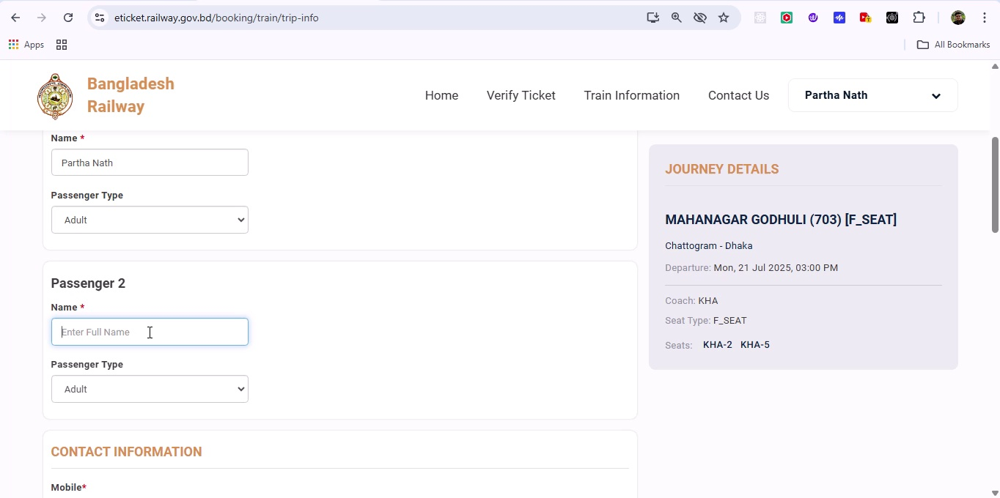 eticket.railway.gov.bd/booking/train/trip-info
Apps
All Bookmarks
Bangladesh
Railway
Home
Verify Ticket
Train Information
Contact Us
Partha Nath
Name *
Partha Nath
Passenger Type
Adult
Passenger 2
Name *
Enter Full Name
Passenger Type
Adult
CONTACT INFORMATION
Mobile*
JOURNEY DETAILS
MAHANAGAR GODHULI (703) [F_SEAT]
Chattogram - Dhaka
Departure: Mon, 21 Jul 2025, 03:00 PM
Coach: KHA
Seat Type: F_SEAT
Seats: KHA-2 KHA-5